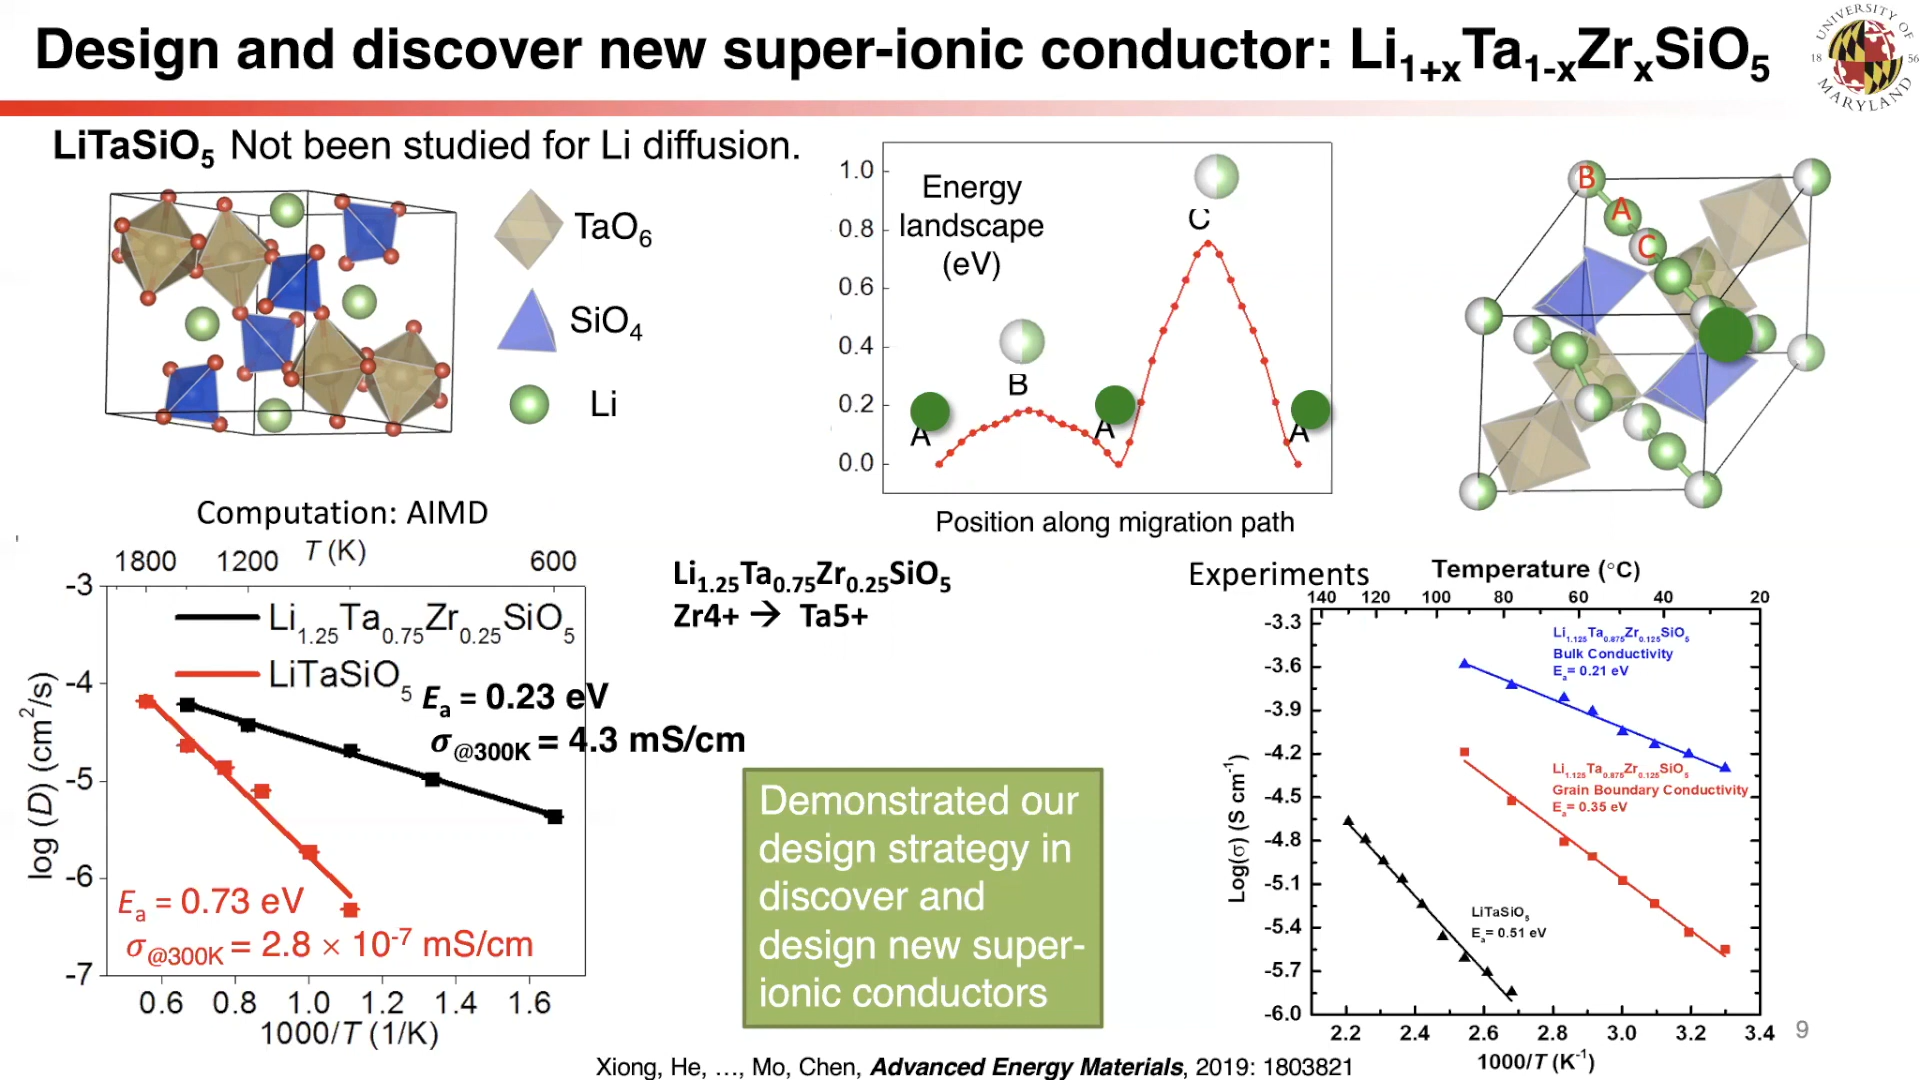 Design and discover new super-ionic conductor: Li1+xTa1-xZrxSiO5
UNIVERSITY OF
18 56
MARYLAND
LiTaSiO5 Not been studied for Li diffusion.
TaO6
SiO4
Li
1.0
0.8
0.6
0.4
0.2
0.0
Energy
landscape
(eV)
A
B
A
C
A
Position along migration path
B
A
C
Computation: AIMD
T (K)
1800 1200 600
Li1.25Ta0.75Zr0.25SiO5
LiTaSiO5
Ea = 0.23 eV
σ@300K = 4.3 mS/cm
Ea = 0.73 eV
σ@300K = 2.8 × 10-7 mS/cm
log (D) (cm2/s)
-3
-4
-5
-6
-7
0.6 0.8 1.0 1.2 1.4 1.6
1000/T (1/K)
Li1.25Ta0.75Zr0.25SiO5
Zr4+ → Ta5+
Demonstrated our
design strategy in
discover and
design new super-
ionic conductors
Experiments
Temperature (°C)
140 120 100 80 60 40 20
Li1.125Ta0.875Zr0.125SiO5
Bulk Conductivity
Ea= 0.21 eV
Li1.125Ta0.875Zr0.125SiO5
Grain Boundary Conductivity
Ea= 0.35 eV
LiTaSiO5
Ea= 0.51 eV
Log(σ) (S cm-1)
-3.3
-3.6
-3.9
-4.2
-4.5
-4.8
-5.1
-5.4
-5.7
-6.0
2.2 2.4 2.6 2.8 3.0 3.2 3.4
1000/T (K-1)
9
Xiong, He, …, Mo, Chen, Advanced Energy Materials, 2019: 1803821